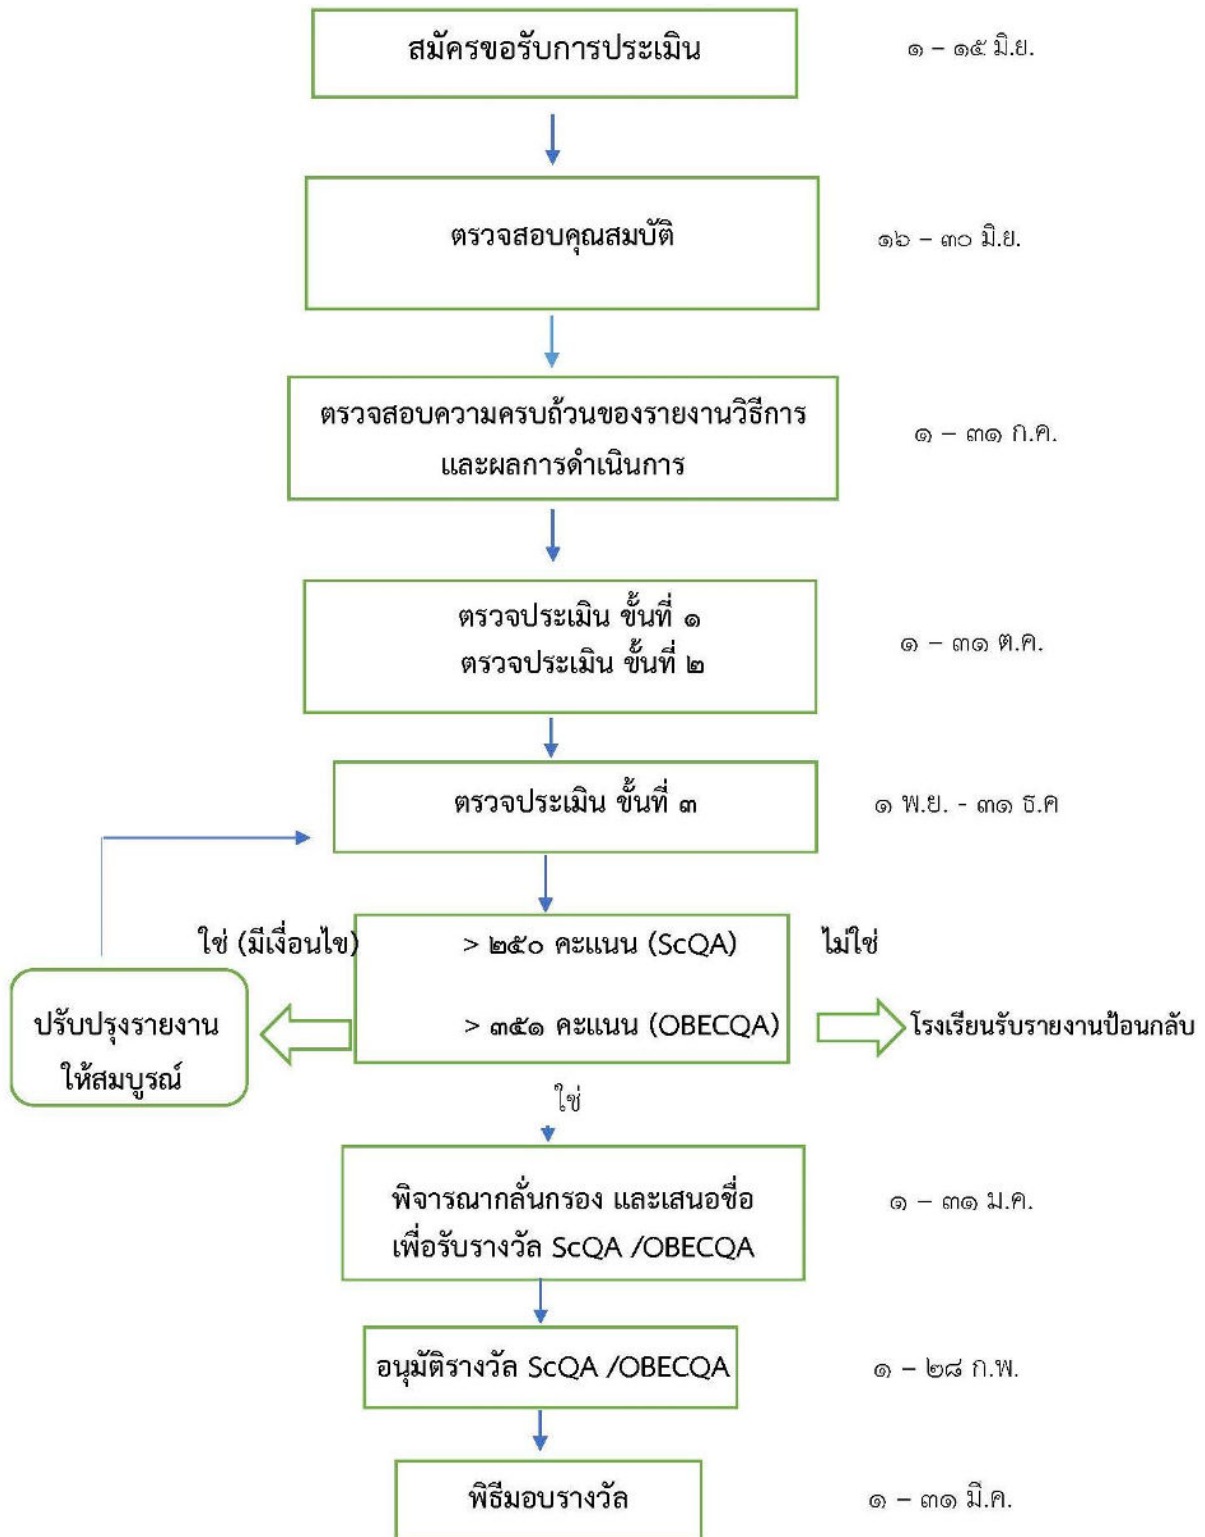 สมัครขอรับการประเมิน
๑ – ๑๕ มิ.ย.
ตรวจสอบคุณสมบัติ
๑๖ – ๓๐ มิ.ย.
ตรวจสอบความครบถ้วนของรายงานวิธีการ
และผลการดำเนินการ
๑ – ๓๑ ก.ค.
ตรวจประเมิน ขั้นที่ ๑
ตรวจประเมิน ขั้นที่ ๒
๑ – ๓๑ ต.ค.
ตรวจประเมิน ขั้นที่ ๓
๑ พ.ย. - ๓๑ ธ.ค
ใช่ (มีเงื่อนไข)
> ๒๕๐ คะแนน (ScQA)
ไม่ใช่
ปรับปรุงรายงาน
ให้สมบูรณ์
> ๓๕๑ คะแนน (OBECQA)
โรงเรียนรับรายงานป้อนกลับ
ใช่
พิจารณากลั่นกรอง และเสนอชื่อ
เพื่อรับรางวัล ScQA /OBECQA
๑ – ๓๑ ม.ค.
อนุมัติรางวัล ScQA /OBECQA
๑ – ๒๘ ก.พ.
พิธีมอบรางวัล
๑ – ๓๑ มี.ค.